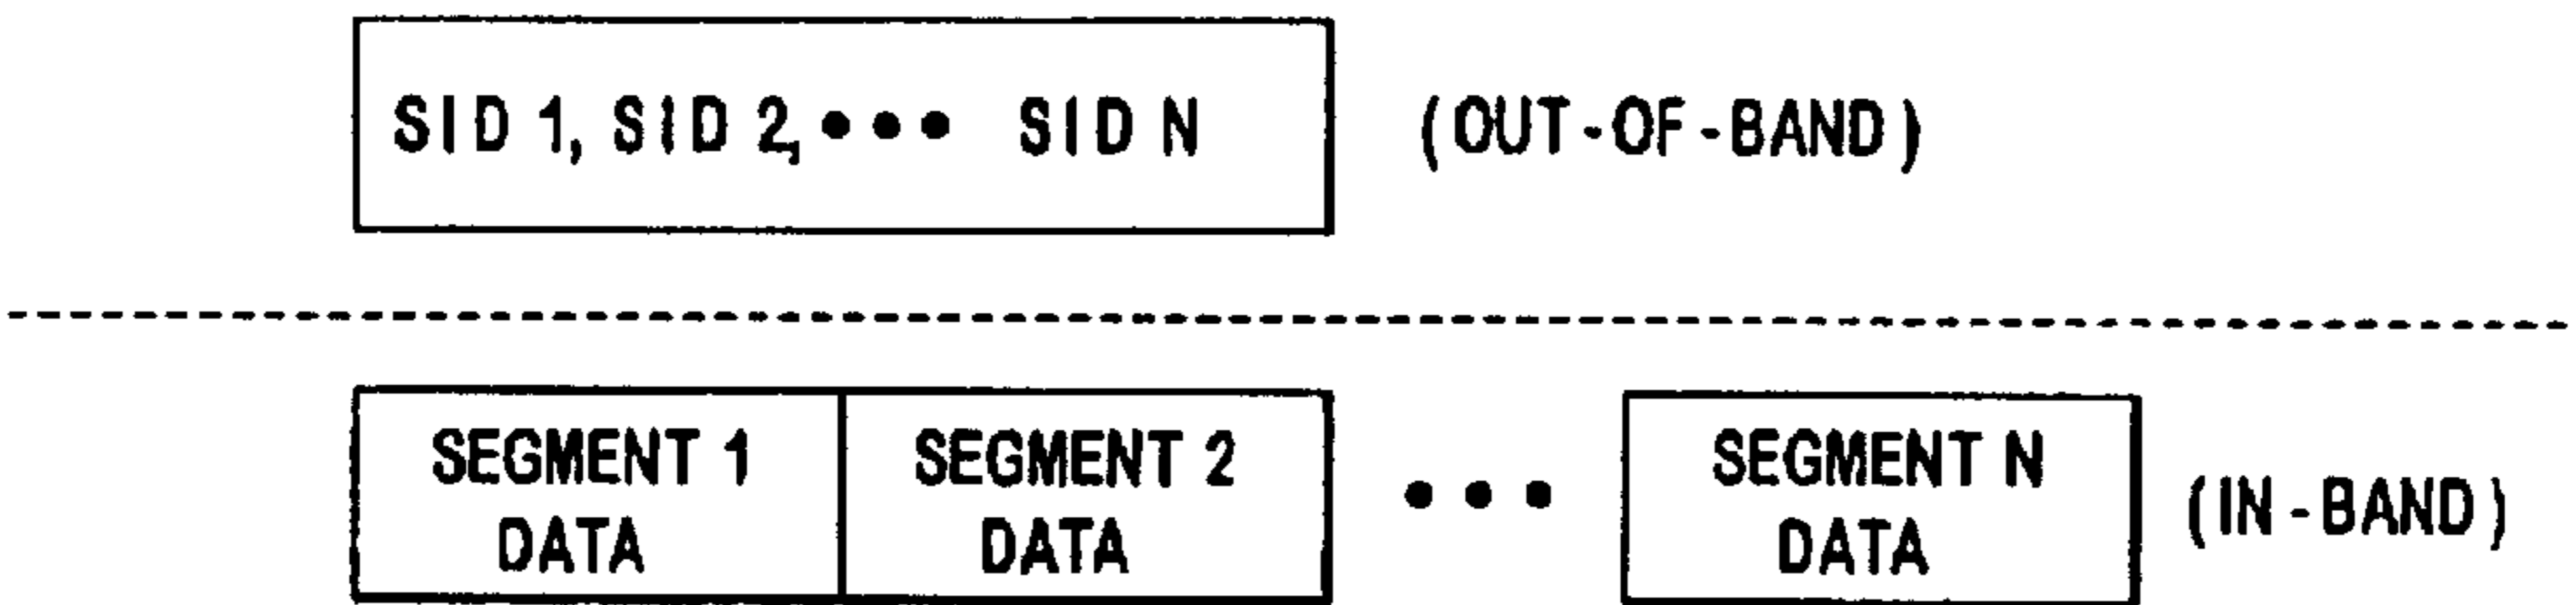 SID 1, SID 2, ••• SID N (OUT-OF-BAND)
SEGMENT 1 DATA
SEGMENT 2 DATA
•••
SEGMENT N DATA
(IN-BAND)